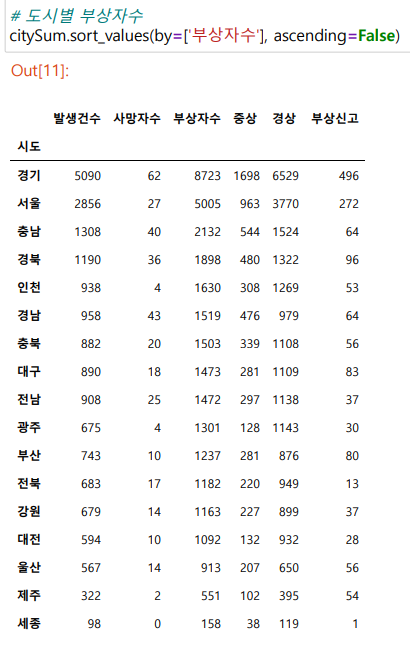 # 도시별 부상자수
citySum.sort_values(by=['부상자수'], ascending=False)
Out[11]:
발생건수 사망자수 부상자수 중상 경상 부상신고
시도
경기 5090 62 8723 1698 6529 496
서울 2856 27 5005 963 3770 272
충남 1308 40 2132 544 1524 64
경북 1190 36 1898 480 1322 96
인천 938 4 1630 308 1269 53
경남 958 43 1519 476 979 64
충북 882 20 1503 339 1108 56
대구 890 18 1473 281 1109 83
전남 908 25 1472 297 1138 37
광주 675 4 1301 128 1143 30
부산 743 10 1237 281 876 80
전북 683 17 1182 220 949 13
강원 679 14 1163 227 899 37
대전 594 10 1092 132 932 28
울산 567 14 913 207 650 56
제주 322 2 551 102 395 54
세종 98 0 158 38 119 1